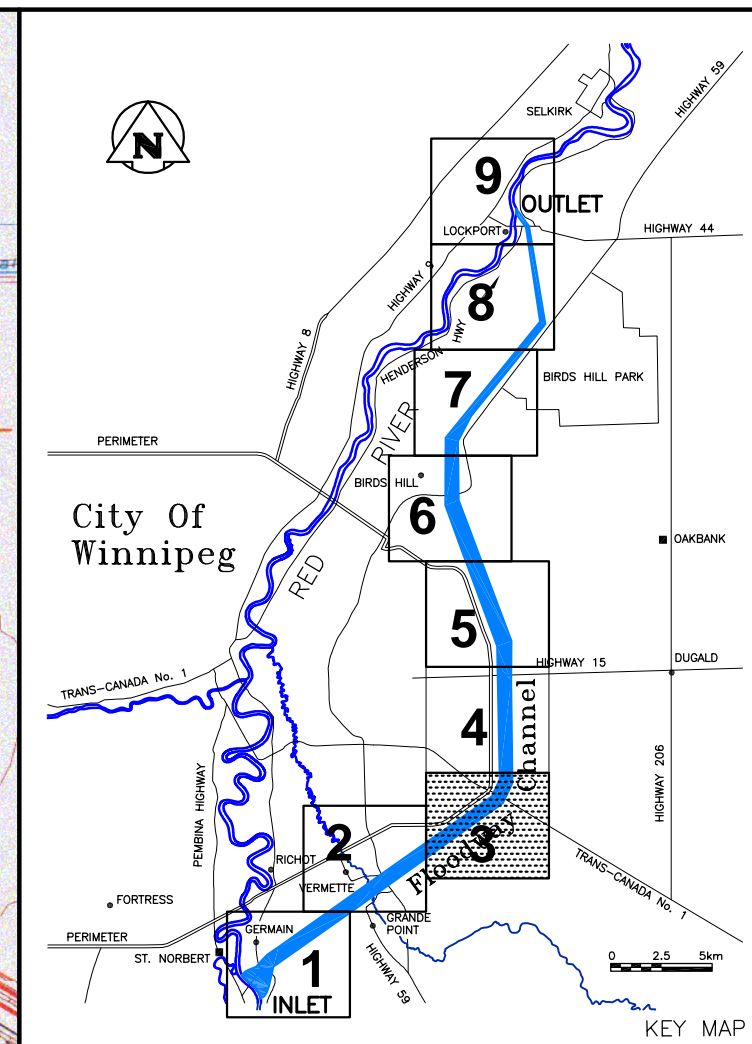 SELKIRK
HIGHWAY 59
N
9
OUTLET
LOCKPORT
HIGHWAY 44
HIGHWAY 9
8
HENDERSON HWY
HIGHWAY 8
7
BIRDS HILL PARK
RIVER
PERIMETER
BIRDS HILL
6
City Of
Winnipeg
OAKBANK
RED
5
HIGHWAY 15
DUGALD
TRANS-CANADA No. 1
4
Floodway Channel
HIGHWAY 206
PEMBINA HIGHWAY
2
3
RICHOT
VERMETTE
TRANS-CANADA No. 1
FORTRESS
GRANDE
POINT
GERMAIN
PERIMETER
ST. NORBERT
1
HIGHWAY 59
INLET
0 2.5 5km
KEY MAP